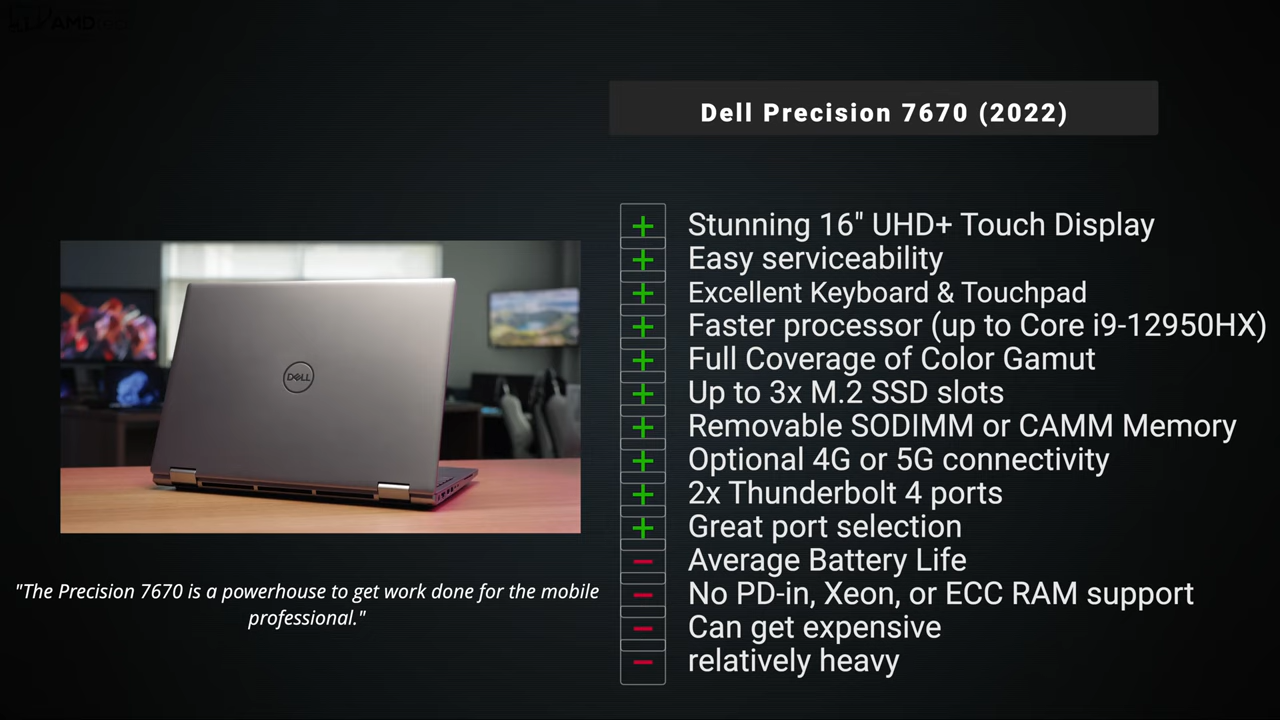 AMDtec
Dell Precision 7670 (2022)
Stunning 16" UHD+ Touch Display
Easy serviceability
Excellent Keyboard & Touchpad
Faster processor (up to Core i9-12950HX)
Full Coverage of Color Gamut
Up to 3x M.2 SSD slots
Removable SODIMM or CAMM Memory
Optional 4G or 5G connectivity
2x Thunderbolt 4 ports
Great port selection
Average Battery Life
No PD-in, Xeon, or ECC RAM support
Can get expensive
relatively heavy
DELL
"The Precision 7670 is a powerhouse to get work done for the mobile
professional."